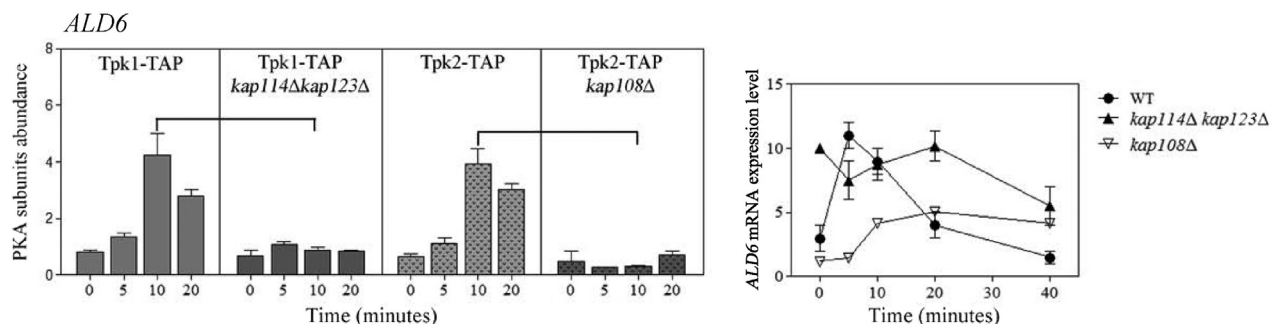 ALD6
PKA subunits abundance
8
6
4
2
0
Tpk1-TAP
Tpk1-TAP
kap114Δkap123Δ
Tpk2-TAP
Tpk2-TAP
kap108Δ
0 5 10 20 0 5 10 20 0 5 10 20 0 5 10 20
Time (minutes)
ALD6 mRNA expression level
15
10
5
0
0 10 20 30 40
Time (minutes)
WT
kap114Δ kap123Δ
kap108Δ